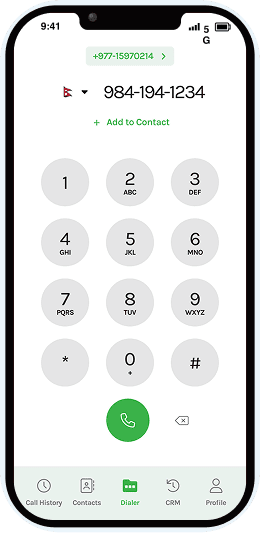 9:41
5G
+977-15970214 >
984-194-1234
+ Add to Contact
1
2
ABC
3
DEF
4
GHI
5
JKL
6
MNO
7
PQRS
8
TUV
9
WXYZ
*
0
+
#
Call History
Contacts
Dialer
CRM
Profile